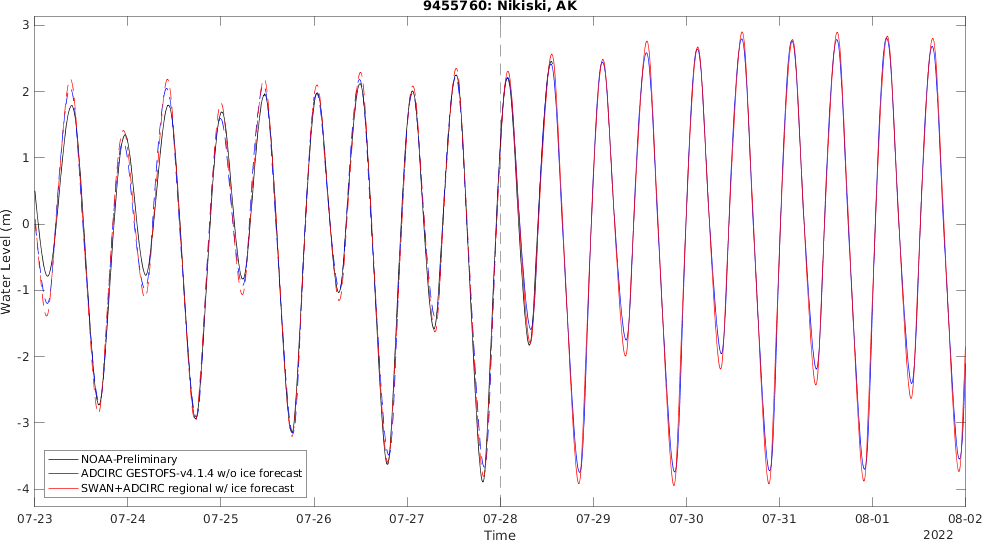 9455760: Nikiski, AK
3
2
1
0
-1
-2
-3
-4
Water Level (m)
NOAA-Preliminary
ADCIRC GESTOFS-v4.1.4 w/o ice forecast
SWAN+ADCIRC regional w/ ice forecast
07-23 07-24 07-25 07-26 07-27 07-28 07-29 07-30 07-31 08-01 08-02
Time
2022